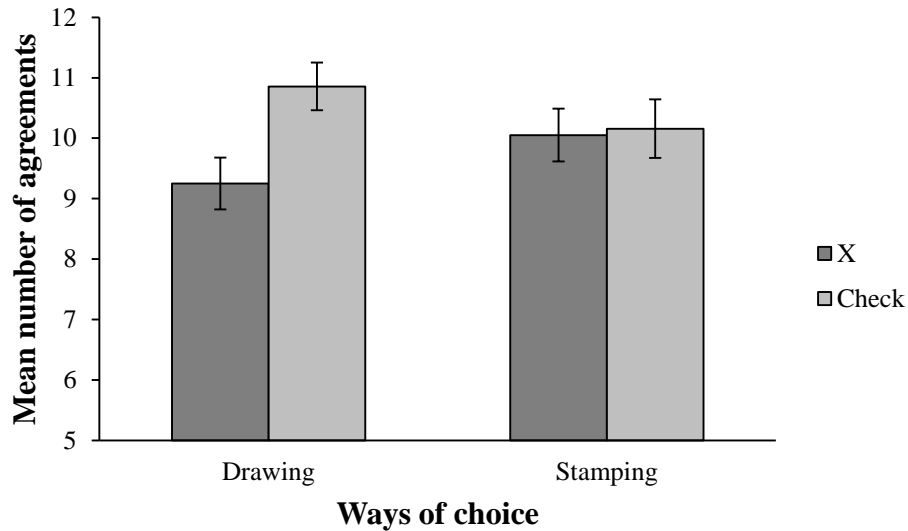 Mean number of agreements
12
11
10
9
8
7
6
5
Drawing
Stamping
Ways of choice
X
Check